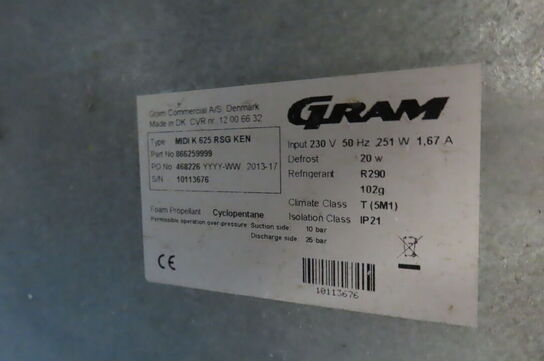 Gram Commercial A/S, Denmark
Made in DK. CVR nr. 12 00 66 32
GRAM
Type MIDI K 625 RSG KEN
Part No 866259999
PO No 468226 YYYY-WW 2013-17
S/N 10113676
Input 230 V 50 Hz ,251 W 1,67 A
Defrost 20 w
Refrigerant R290
102g
Climate Class T (5M1)
Isolation Class IP21
Foam Propellant Cyclopentane
Permissible operation over-pressure: Suction side: 10 bar
Discharge side: 25 bar
CE
10113676